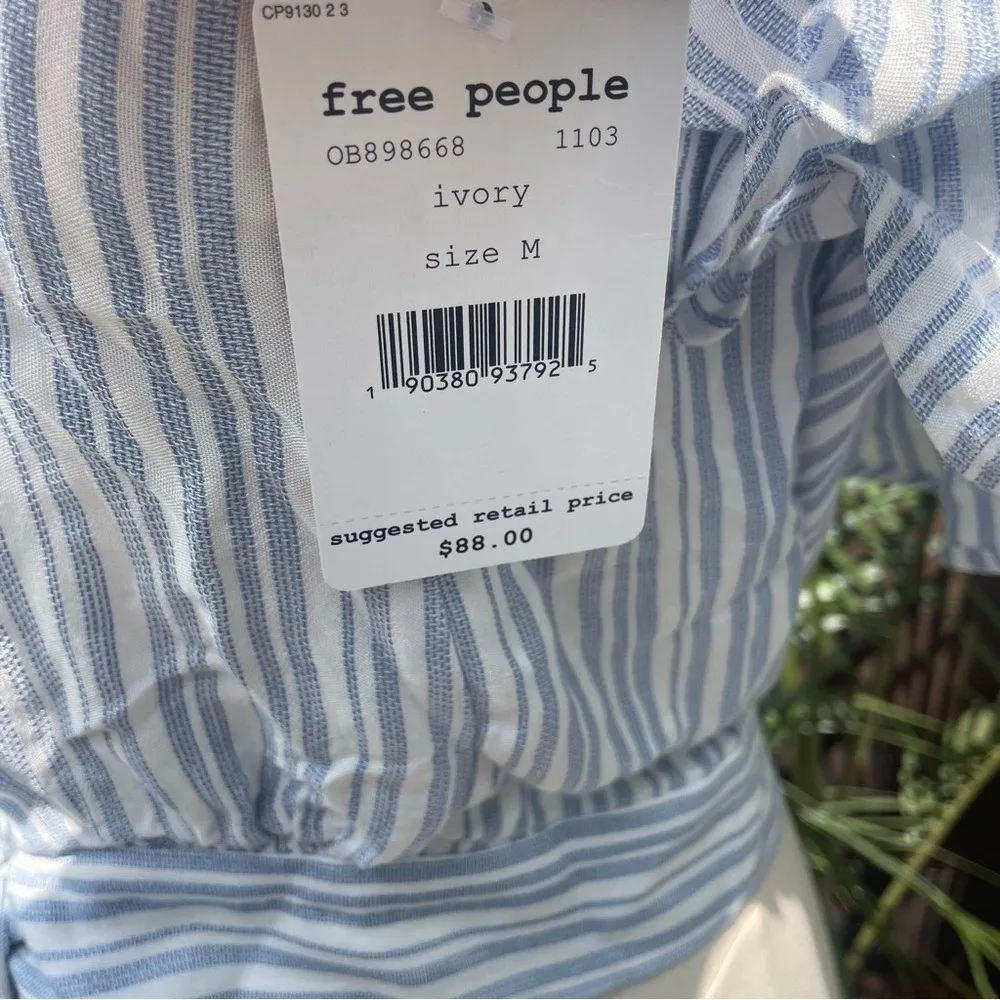 CP9130 2 3
free people
OB898668 1103
ivory
size M
1 90380 93792 5
suggested retail price
$88.00